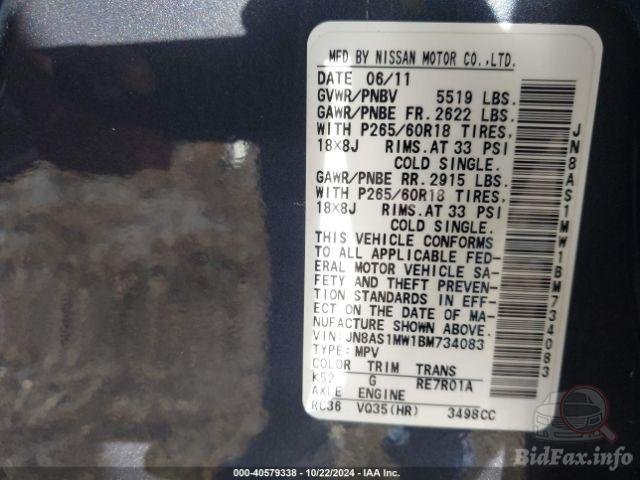 MFD BY NISSAN MOTOR CO.,LTD.
DATE 06/11
GVWR/PNBV 5519 LBS.
GAWR/PNBE FR. 2622 LBS.
WITH P265/60R18 TIRES,
18×8J RIMS.AT 33 PSI
COLD SINGLE.
GAWR/PNBE RR. 2915 LBS.
WITH P265/60R18 TIRES,
18×8J RIMS.AT 33 PSI
COLD SINGLE.
THIS VEHICLE CONFORMS
TO ALL APPLICABLE FED-
ERAL MOTOR VEHICLE SA-
FETY AND THEFT PREVEN-
TION STANDARDS IN EFF-
ECT ON THE DATE OF MA-
NUFACTURE SHOWN ABOVE.
VIN:JN8AS1MW1BM734083
TYPE:MPV
COLOR TRIM TRANS
K52 G RE7R01A
AXLE ENGINE
RC36 VQ35(HR) 3498CC
JN8AS1MW1BM734083
BidFax.info
000-40579338 - 10/22/2024 - IAA Inc.